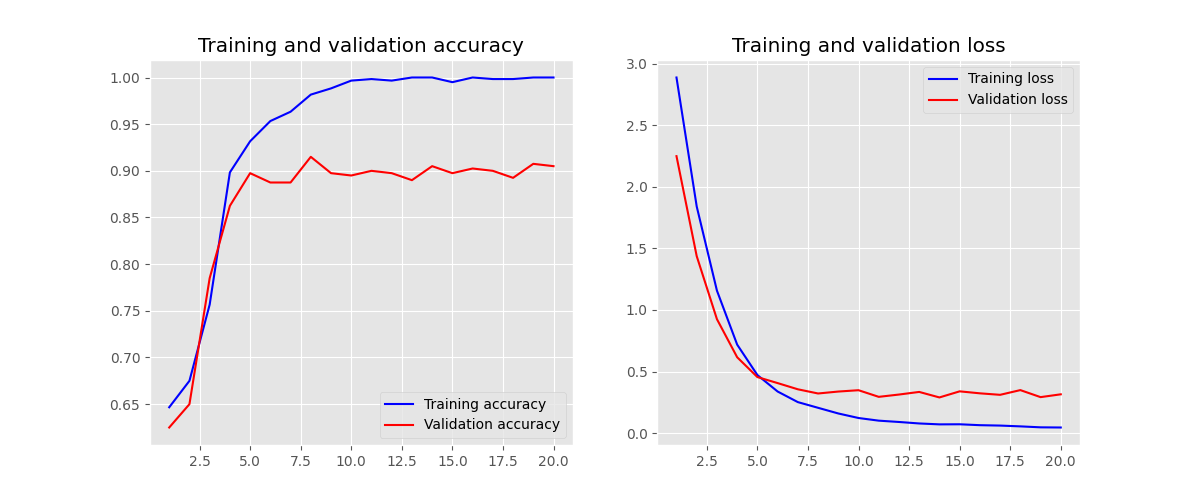 Training and validation accuracy
1.00
0.95
0.90
0.85
0.80
0.75
0.70
0.65
Training accuracy
Validation accuracy
2.5 5.0 7.5 10.0 12.5 15.0 17.5 20.0
Training and validation loss
3.0
2.5
2.0
1.5
1.0
0.5
0.0
Training loss
Validation loss
2.5 5.0 7.5 10.0 12.5 15.0 17.5 20.0